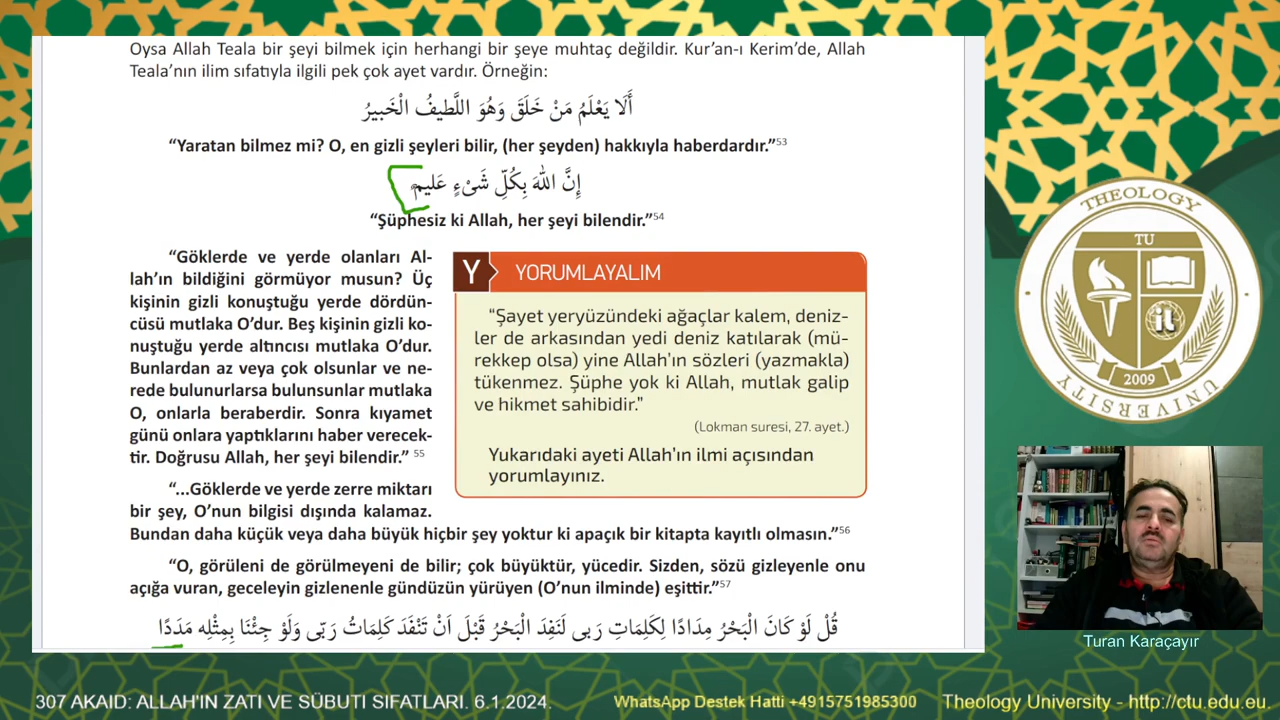 Oysa Allah Teala bir şeyi bilmek için herhangi bir şeye muhtaç değildir. Kur’an-ı Kerim’de, Allah
Teala’nın ilim sıfatıyla ilgili pek çok ayet vardır. Örneğin:
أَلَا يَعْلَمُ مَنْ خَلَقَ وَهُوَ اللَّطِيفُ الْخَبِيرُ
“Yaratan bilmez mi? O, en gizli şeyleri bilir, (her şeyden) hakkıyla haberdardır.”53
اِنَّ اللّٰهَ بِكُلِّ شَىْءٍ عَليمٌ
“Şüphesiz ki Allah, her şeyi bilendir.”54
“Göklerde ve yerde olanları Al-
lah’ın bildiğini görmüyor musun? Üç
kişinin gizli konuştuğu yerde dördün-
cüsü mutlaka O’dur. Beş kişinin gizli ko-
nuştuğu yerde altıncısı mutlaka O’dur.
Bunlardan az veya çok olsunlar ve ne-
rede bulunurlarsa bulunsunlar mutlaka
O, onlarla beraberdir. Sonra kıyamet
günü onlara yaptıklarını haber verecek-
tir. Doğrusu Allah, her şeyi bilendir.” 55
“...Göklerde ve yerde zerre miktarı
bir şey, O’nun bilgisi dışında kalamaz.
Bundan daha küçük veya daha büyük hiçbir şey yoktur ki apaçık bir kitapta kayıtlı olmasın.”56
“O, görüleni de görülmeyeni de bilir; çok büyüktür, yücedir. Sizden, sözü gizleyenle onu
açığa vuran, geceleyin gizlenenle gündüzün yürüyen (O’nun ilminde) eşittir.”57
قُلْ لَوْ كَانَ الْبَحْرُ مِدَادًا لِكَلِمَاتِ رَبى لَنَفِدَ الْبَحْرُ قَبْلَ اَنْ تَنْفَدَ كَلِمَاتُ رَبى وَلَوْ جِئْنَا بِمِثْلِه مَدَدًا
Y YORUMLAYALIM
“Şayet yeryüzündeki ağaçlar kalem, deniz-
ler de arkasından yedi deniz katılarak (mü-
rekkep olsa) yine Allah’ın sözleri (yazmakla)
tükenmez. Şüphe yok ki Allah, mutlak galip
ve hikmet sahibidir.”
(Lokman suresi, 27. ayet.)
Yukarıdaki ayeti Allah’ın ilmi açısından
yorumlayınız.
THEOLOGY
TU
2009
UNIVERSITY
Turan Karaçayır
307 AKAID: ALLAH'IN ZATI VE SÜBUTI SIFATLARI. 6.1.2024.
WhatsApp Destek Hatti +4915751985300
Theology University - http://ctu.edu.eu.